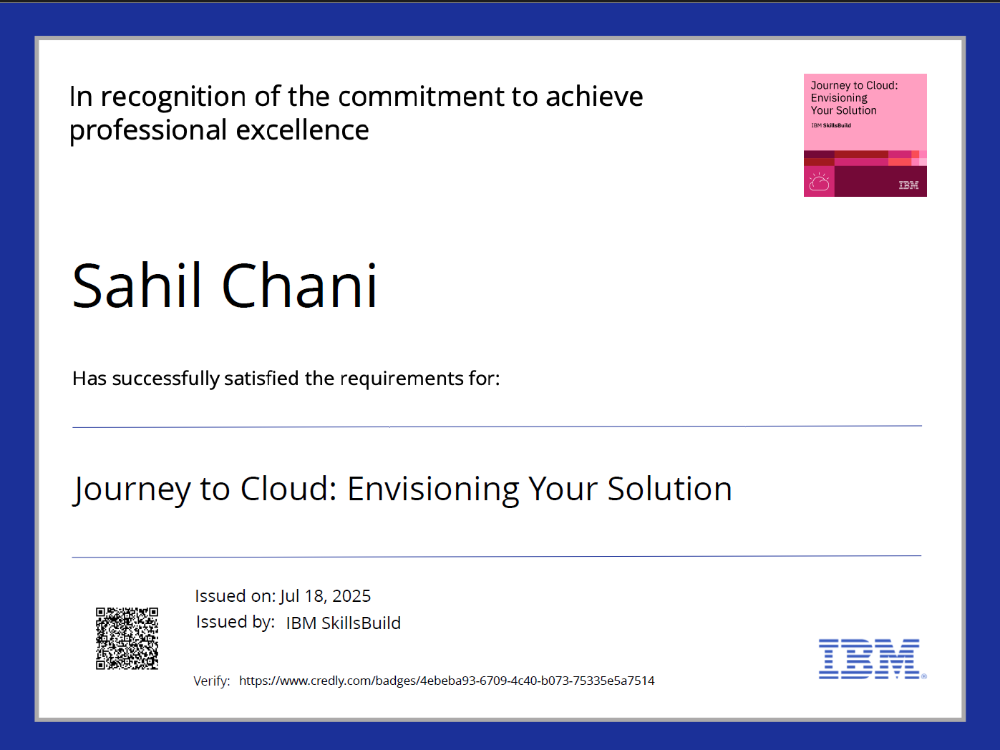 In recognition of the commitment to achieve
professional excellence
Journey to Cloud:
Envisioning
Your Solution
IBM SkillsBuild
IBM
Sahil Chani
Has successfully satisfied the requirements for:
Journey to Cloud: Envisioning Your Solution
Issued on: Jul 18, 2025
Issued by: IBM SkillsBuild
Verify: https://www.credly.com/badges/4ebeba93-6709-4c40-b073-75335e5a7514
IBM®